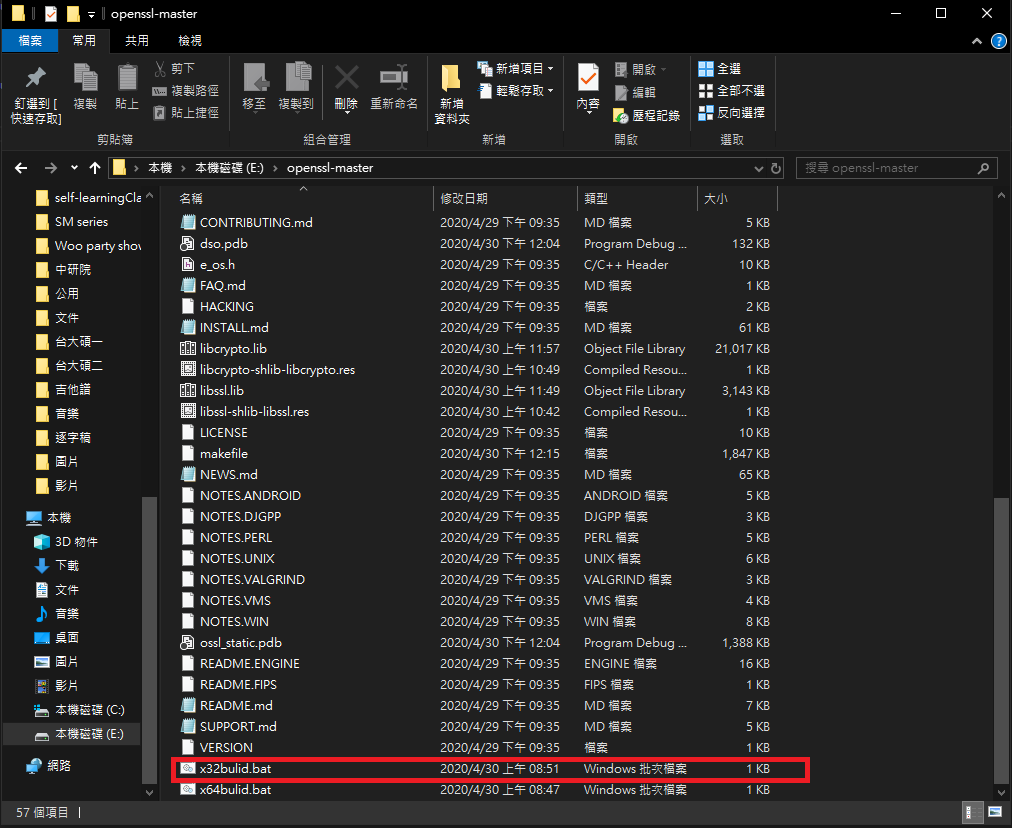 openssl-master
檔案 常用 共用 檢視
釘選到 [快速存取]
複製
貼上
剪下
複製路徑
貼上捷徑
剪貼簿
移至
複製到
刪除
重新命名
組合管理
新增資料夾
新增項目
輕鬆存取
新增
內容
開啟
編輯
歷程記錄
開啟
全選
全部不選
反向選擇
選取
本機 > 本機磁碟 (E:) > openssl-master
搜尋 openssl-master
self-learningCla
SM series
Woo party shov
中研院
公用
文件
台大碩一
台大碩二
吉他譜
音樂
逐字稿
圖片
影片
本機
3D 物件
下載
文件
音樂
桌面
圖片
影片
本機磁碟 (C:)
本機磁碟 (E:)
網路
名稱 修改日期 類型 大小
CONTRIBUTING.md 2020/4/29 下午 09:35 MD 檔案 5 KB
dso.pdb 2020/4/30 下午 12:04 Program Debug ... 132 KB
e_os.h 2020/4/29 下午 09:35 C/C++ Header 10 KB
FAQ.md 2020/4/29 下午 09:35 MD 檔案 1 KB
HACKING 2020/4/29 下午 09:35 檔案 2 KB
INSTALL.md 2020/4/29 下午 09:35 MD 檔案 61 KB
libcrypto.lib 2020/4/30 上午 11:57 Object File Library 21,017 KB
libcrypto-shlib-libcrypto.res 2020/4/30 上午 10:49 Compiled Resou... 1 KB
libssl.lib 2020/4/30 上午 11:49 Object File Library 3,143 KB
libssl-shlib-libssl.res 2020/4/30 上午 10:42 Compiled Resou... 1 KB
LICENSE 2020/4/29 下午 09:35 檔案 10 KB
makefile 2020/4/30 下午 12:15 檔案 1,847 KB
NEWS.md 2020/4/29 下午 09:35 MD 檔案 65 KB
NOTES.ANDROID 2020/4/29 下午 09:35 ANDROID 檔案 5 KB
NOTES.DJGPP 2020/4/29 下午 09:35 DJGPP 檔案 3 KB
NOTES.PERL 2020/4/29 下午 09:35 PERL 檔案 5 KB
NOTES.UNIX 2020/4/29 下午 09:35 UNIX 檔案 6 KB
NOTES.VALGRIND 2020/4/29 下午 09:35 VALGRIND 檔案 3 KB
NOTES.VMS 2020/4/29 下午 09:35 VMS 檔案 4 KB
NOTES.WIN 2020/4/29 下午 09:35 WIN 檔案 8 KB
ossl_static.pdb 2020/4/30 下午 12:04 Program Debug ... 1,388 KB
README.ENGINE 2020/4/29 下午 09:35 ENGINE 檔案 16 KB
README.FIPS 2020/4/29 下午 09:35 FIPS 檔案 1 KB
README.md 2020/4/29 下午 09:35 MD 檔案 7 KB
SUPPORT.md 2020/4/29 下午 09:35 MD 檔案 5 KB
VERSION 2020/4/29 下午 09:35 檔案 1 KB
x32bulid.bat 2020/4/30 上午 08:51 Windows 批次檔案 1 KB
x64bulid.bat 2020/4/30 上午 08:47 Windows 批次檔案 1 KB
57 個項目